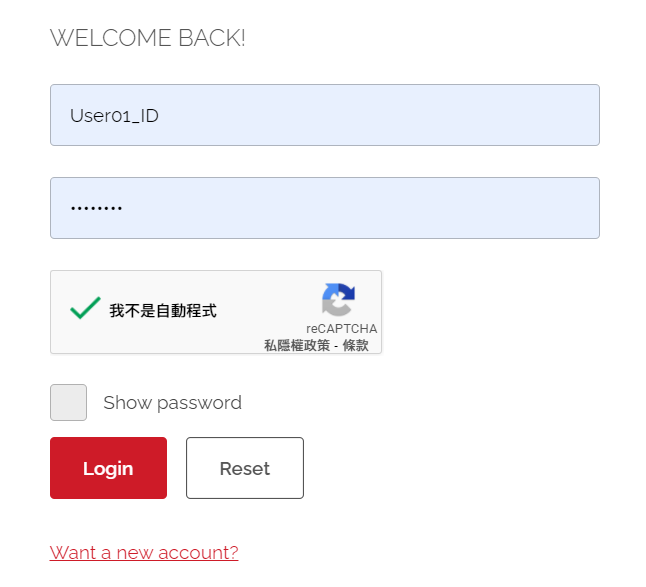 WELCOME BACK!
User01_ID
••••••••
我不是自動程式
reCAPTCHA
私隱權政策 - 條款
Show password
Login
Reset
Want a new account?